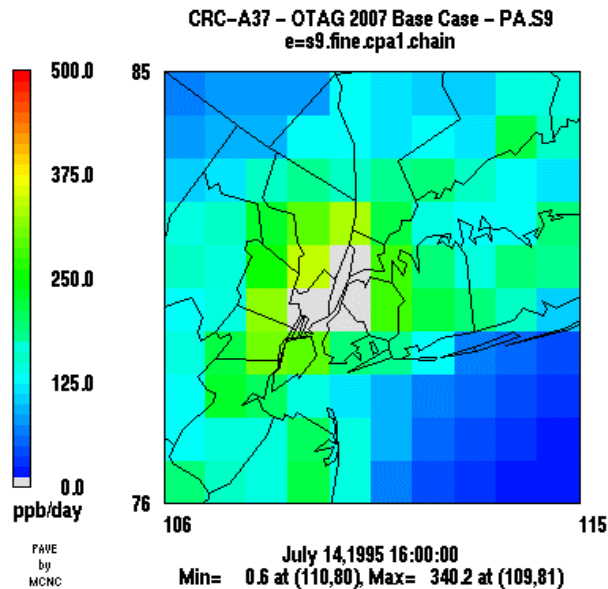 CRC-A37 - OTAG 2007 Base Case - PA.S9
e=s9.fine.cpa1.chain
500.0
375.0
250.0
125.0
0.0
ppb/day
85
76
106
115
PAVE
by
MCNC
July 14,1995 16:00:00
Min= 0.6 at (110,80), Max= 340.2 at (109,81)